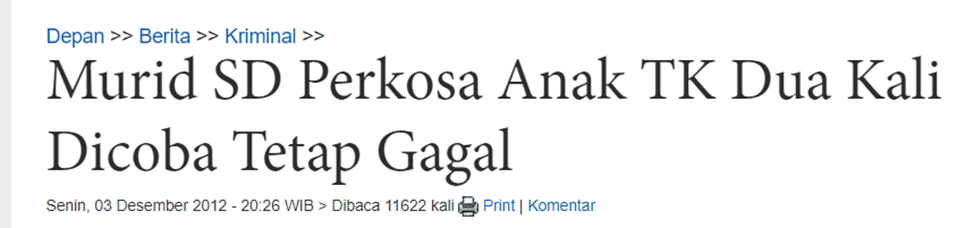 Depan >> Berita >> Kriminal >>
Murid SD Perkosa Anak TK Dua Kali
Dicoba Tetap Gagal
Senin, 03 Desember 2012 - 20:26 WIB > Dibaca 11622 kali Print | Komentar